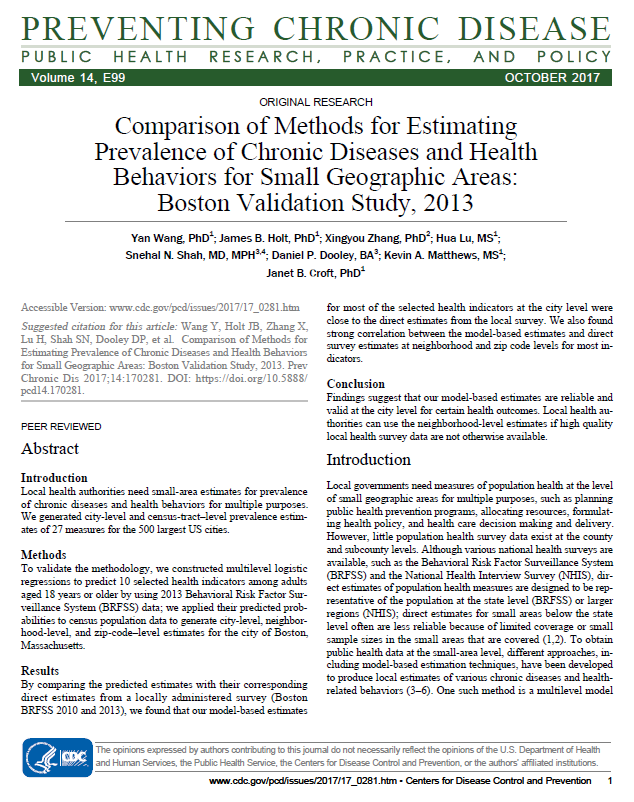 PREVENTING CHRONIC DISEASE
PUBLIC HEALTH RESEARCH, PRACTICE, AND POLICY
Volume 14, E99
OCTOBER 2017
ORIGINAL RESEARCH
Comparison of Methods for Estimating
Prevalence of Chronic Diseases and Health
Behaviors for Small Geographic Areas:
Boston Validation Study, 2013
Yan Wang, PhD1; James B. Holt, PhD1; Xingyou Zhang, PhD2; Hua Lu, MS1;
Snehal N. Shah, MD, MPH3,4; Daniel P. Dooley, BA3; Kevin A. Matthews, MS1;
Janet B. Croft, PhD1
Accessible Version: www.cdc.gov/pcd/issues/2017/17_0281.htm
Suggested citation for this article: Wang Y, Holt JB, Zhang X,
Lu H, Shah SN, Dooley DP, et al. Comparison of Methods for
Estimating Prevalence of Chronic Diseases and Health Behaviors
for Small Geographic Areas: Boston Validation Study, 2013. Prev
Chronic Dis 2017;14:170281. DOI: https://doi.org/10.5888/
pcd14.170281.
PEER REVIEWED
Abstract
Introduction
Local health authorities need small-area estimates for prevalence
of chronic diseases and health behaviors for multiple purposes.
We generated city-level and census-tract–level prevalence estim-
ates of 27 measures for the 500 largest US cities.
Methods
To validate the methodology, we constructed multilevel logistic
regressions to predict 10 selected health indicators among adults
aged 18 years or older by using 2013 Behavioral Risk Factor Sur-
veillance System (BRFSS) data; we applied their predicted prob-
abilities to census population data to generate city-level, neighbor-
hood-level, and zip-code–level estimates for the city of Boston,
Massachusetts.
Results
By comparing the predicted estimates with their corresponding
direct estimates from a locally administered survey (Boston
BRFSS 2010 and 2013), we found that our model-based estimates
for most of the selected health indicators at the city level were
close to the direct estimates from the local survey. We also found
strong correlation between the model-based estimates and direct
survey estimates at neighborhood and zip code levels for most in-
dicators.
Conclusion
Findings suggest that our model-based estimates are reliable and
valid at the city level for certain health outcomes. Local health au-
thorities can use the neighborhood-level estimates if high quality
local health survey data are not otherwise available.
Introduction
Local governments need measures of population health at the level
of small geographic areas for multiple purposes, such as planning
public health prevention programs, allocating resources, formulat-
ing health policy, and health care decision making and delivery.
However, little population health survey data exist at the county
and subcounty levels. Although various national health surveys are
available, such as the Behavioral Risk Factor Surveillance System
(BRFSS) and the National Health Interview Survey (NHIS), dir-
ect estimates of population health measures are designed to be rep-
resentative of the population at the state level (BRFSS) or larger
regions (NHIS); direct estimates for small areas below the state
level often are less reliable because of limited coverage or small
sample sizes in the small areas that are covered (1,2). To obtain
public health data at the small-area level, different approaches, in-
cluding model-based estimation techniques, have been developed
to produce local estimates of various chronic diseases and health-
related behaviors (3–6). One such method is a multilevel model
CDC
The opinions expressed by authors contributing to this journal do not necessarily reflect the opinions of the U.S. Department of Health
and Human Services, the Public Health Service, the Centers for Disease Control and Prevention, or the authors' affiliated institutions.
www.cdc.gov/pcd/issues/2017/17_0281.htm • Centers for Disease Control and Prevention 1